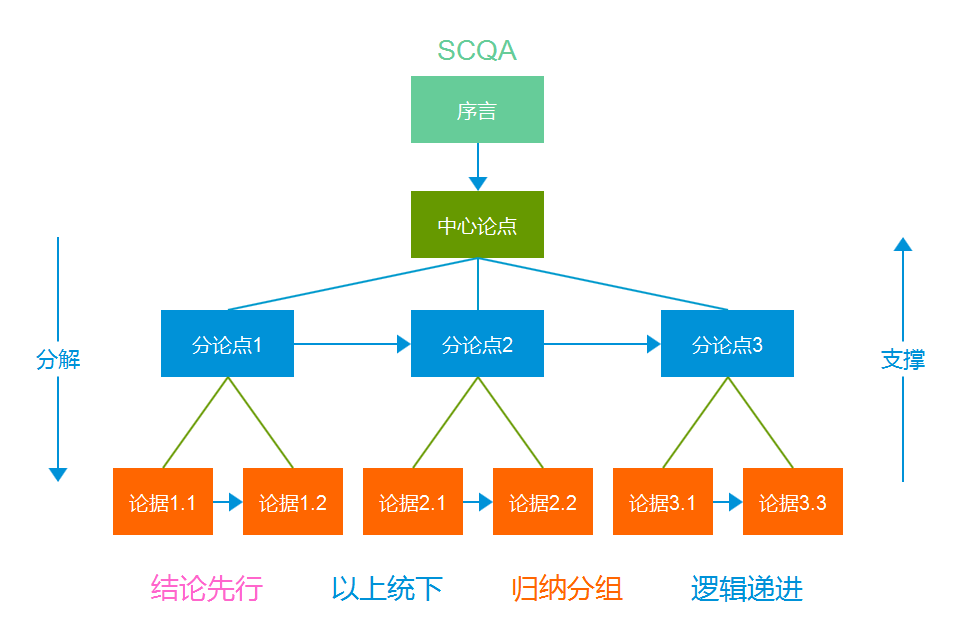 SCQA
序言
中心论点
分解
分论点1
分论点2
分论点3
支撑
论据1.1
论据1.2
论据2.1
论据2.2
论据3.1
论据3.3
结论先行
以上统下
归纳分组
逻辑递进